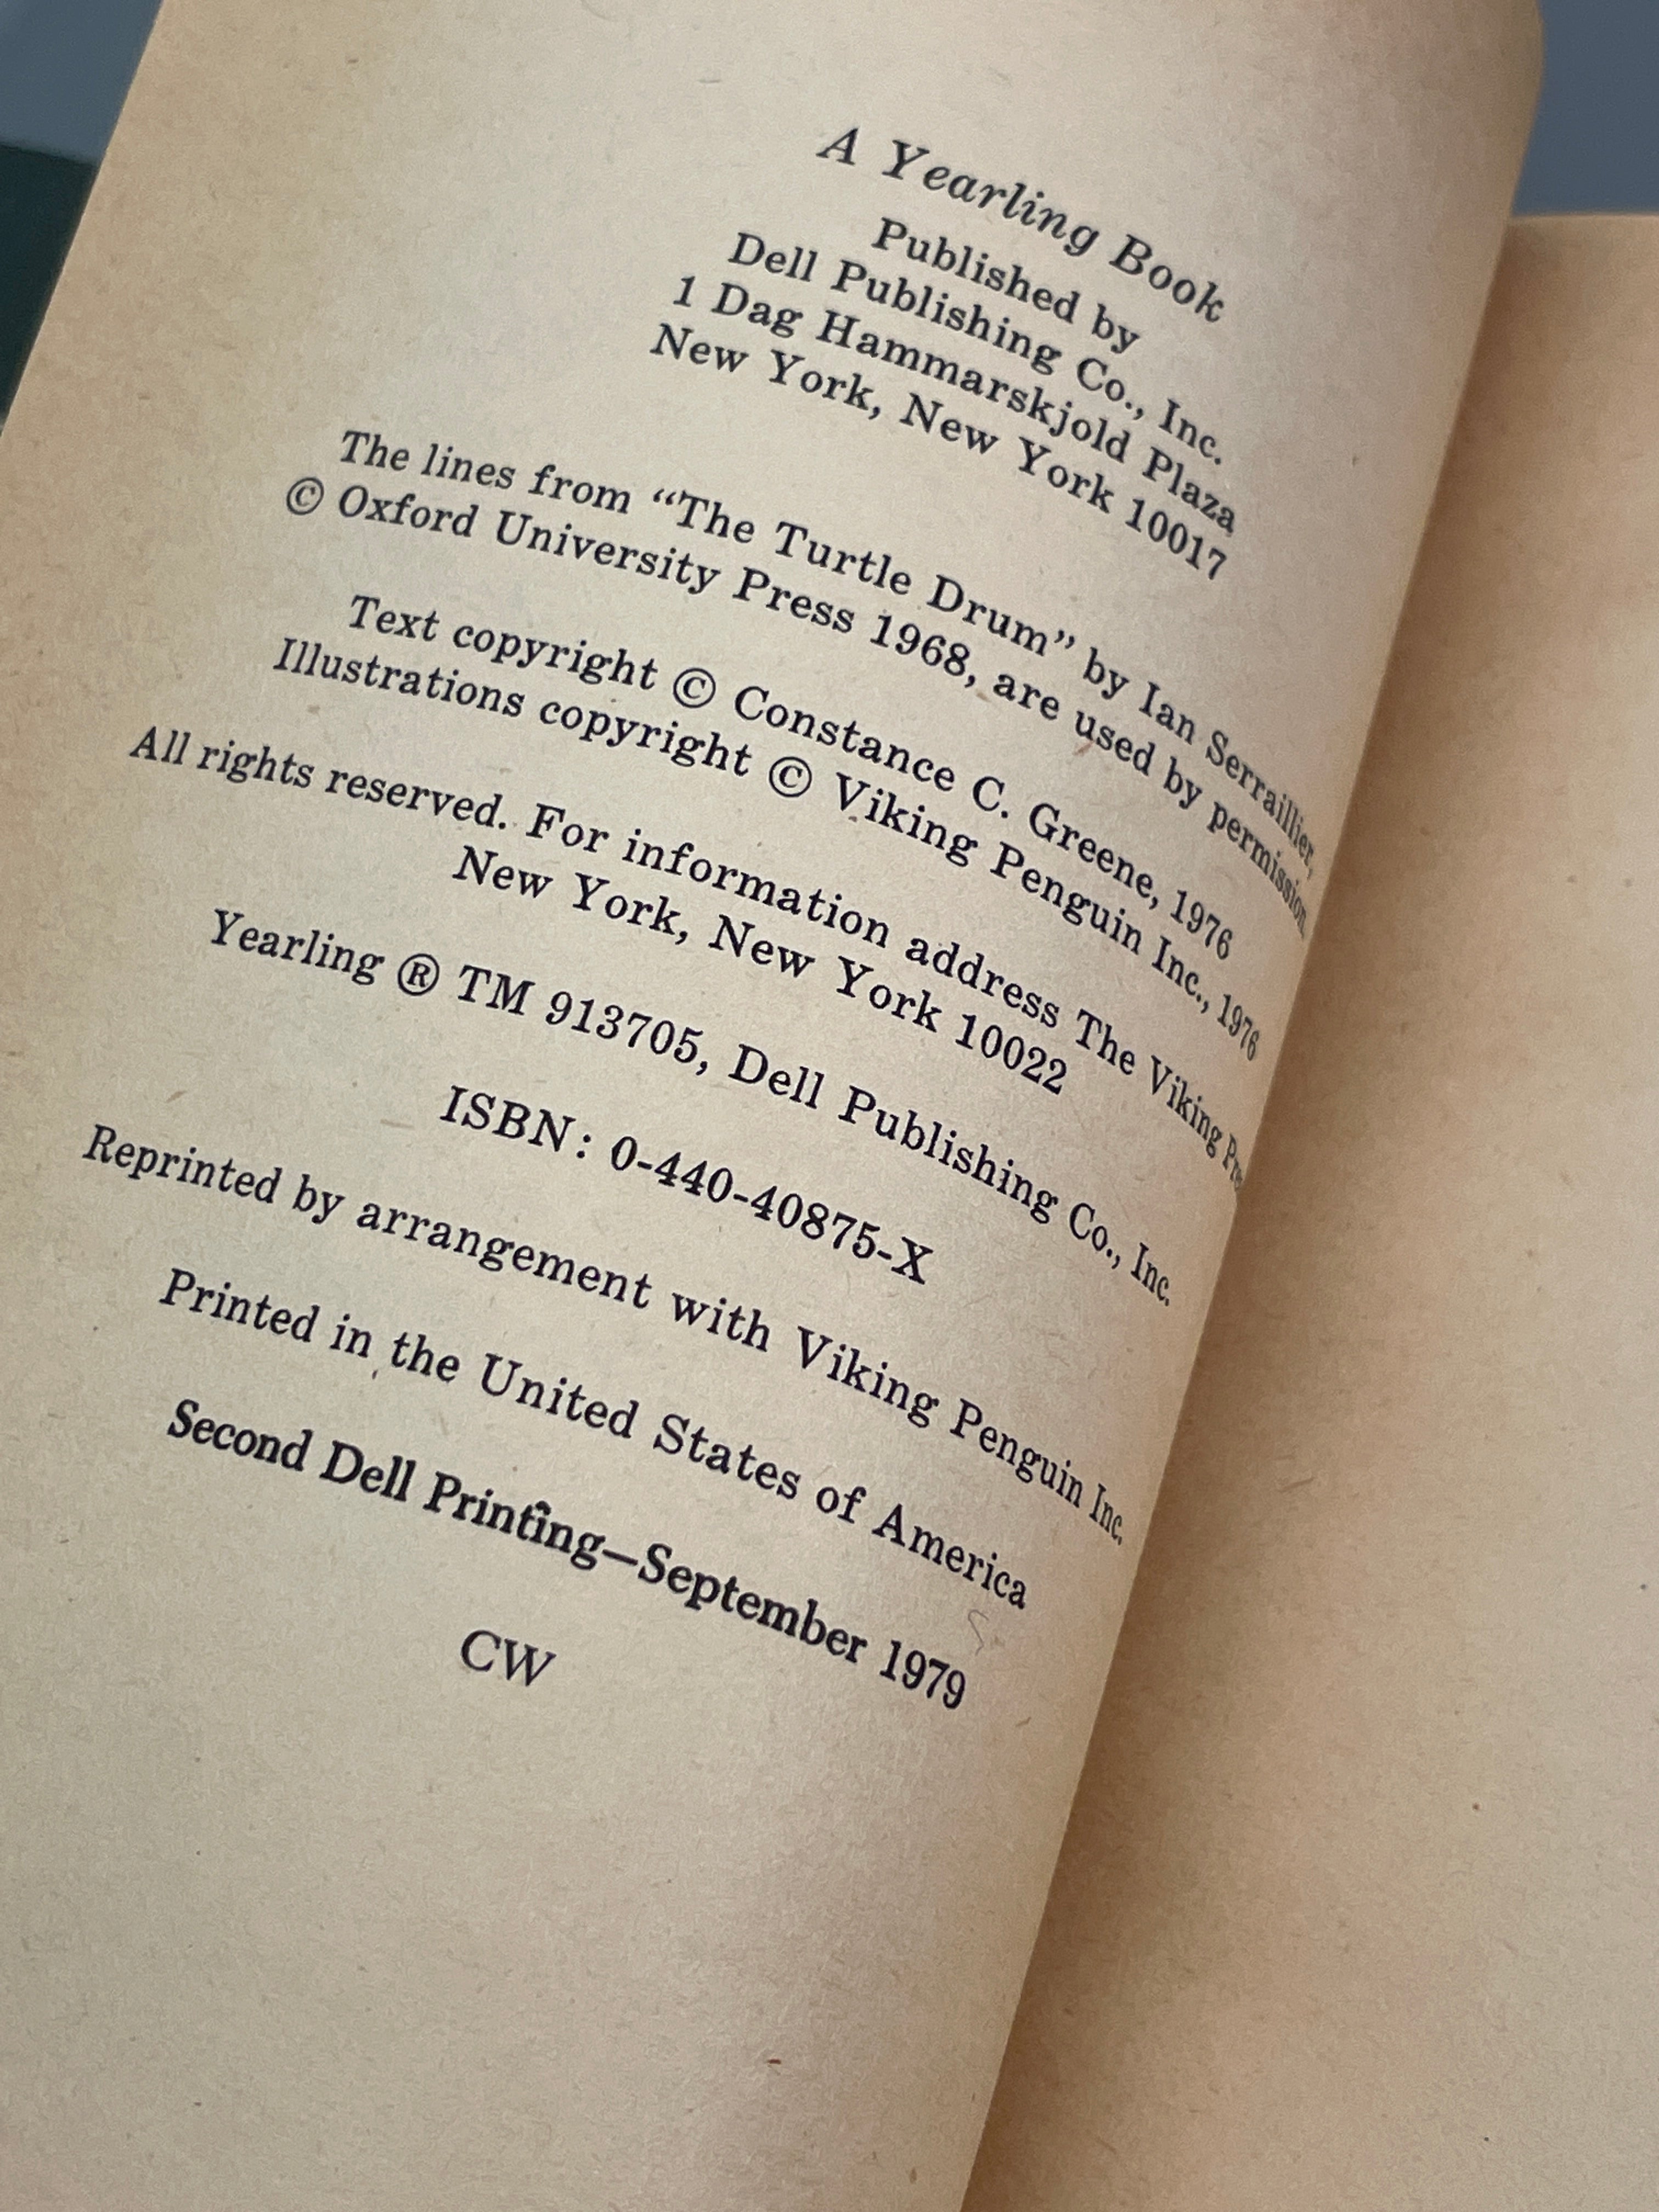 A Yearling Book
Published by
Dell Publishing Co., Inc.
1 Dag Hammarskjold Plaza
New York, New York 10017
The lines from “The Turtle Drum” by Ian Serraillier,
© Oxford University Press 1968, are used by permission.
Text copyright © Constance C. Greene, 1976
Illustrations copyright © Viking Penguin Inc., 1976
All rights reserved. For information address The Viking
New York, New York 10022
Yearling ® TM 913705, Dell Publishing Co., Inc.
ISBN: 0-440-40875-X
Reprinted by arrangement with Viking Penguin Inc.
Printed in the United States of America
Second Dell Printing—September 1979
CW